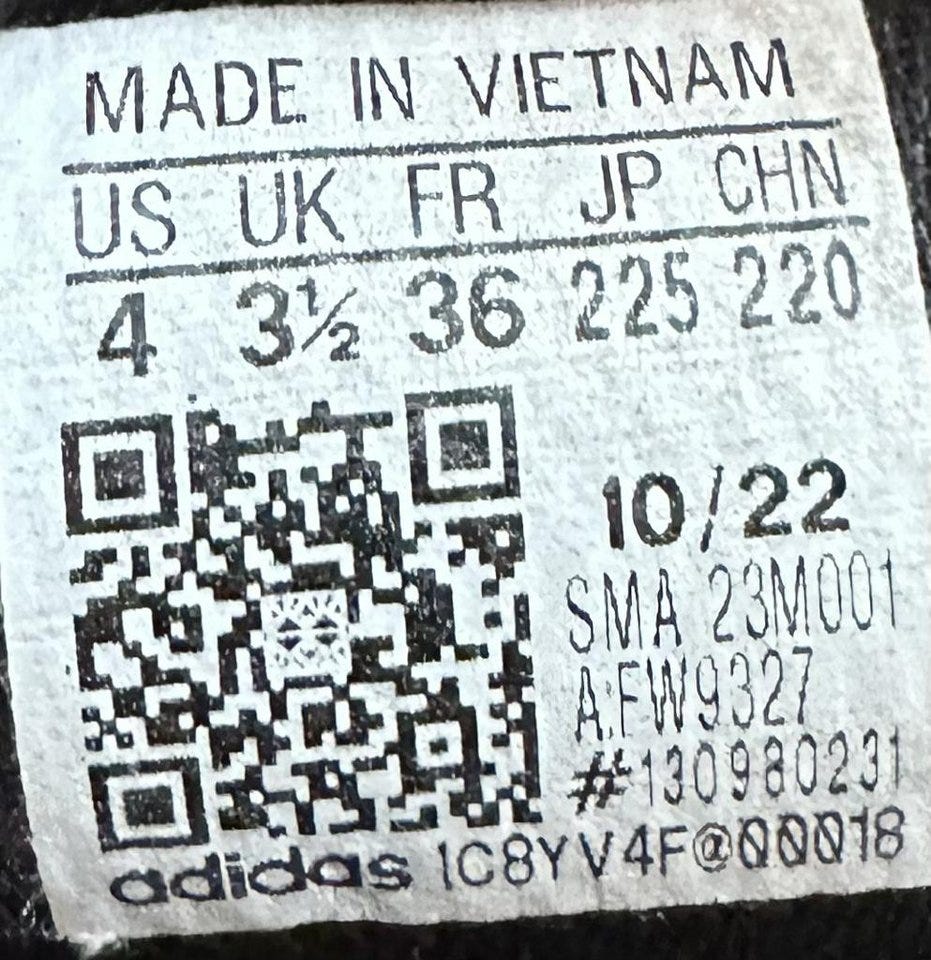 MADE IN VIETNAM
US UK FR JP CHN
4 3½ 36 225 220
10/22
SMA 23M001
A.FW9327
#130980231
adidas 1C8YV4F@00018